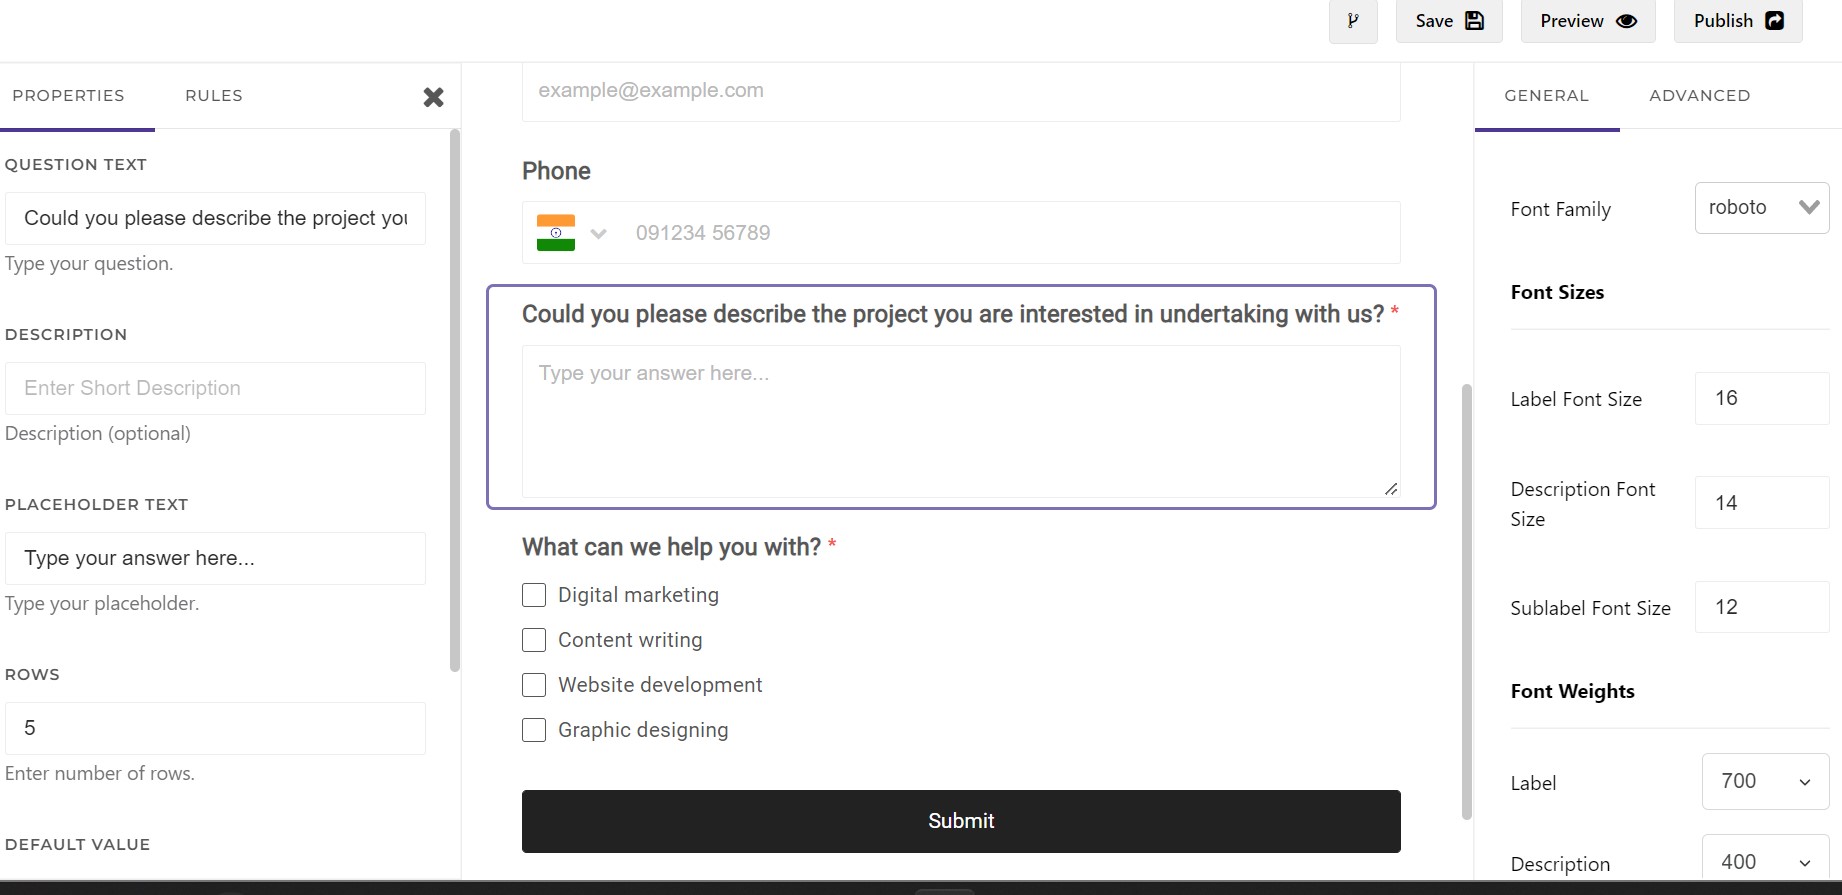 Save
Preview
Publish
PROPERTIES
RULES
QUESTION TEXT
Could you please describe the project you
Type your question.
DESCRIPTION
Enter Short Description
Description (optional)
PLACEHOLDER TEXT
Type your answer here...
Type your placeholder.
ROWS
5
Enter number of rows.
DEFAULT VALUE
example@example.com
Phone
091234 56789
Could you please describe the project you are interested in undertaking with us? *
Type your answer here...
What can we help you with? *
Digital marketing
Content writing
Website development
Graphic designing
Submit
GENERAL
ADVANCED
Font Family
roboto
Font Sizes
Label Font Size
16
Description Font
Size
14
Sublabel Font Size
12
Font Weights
Label
700
Description
400